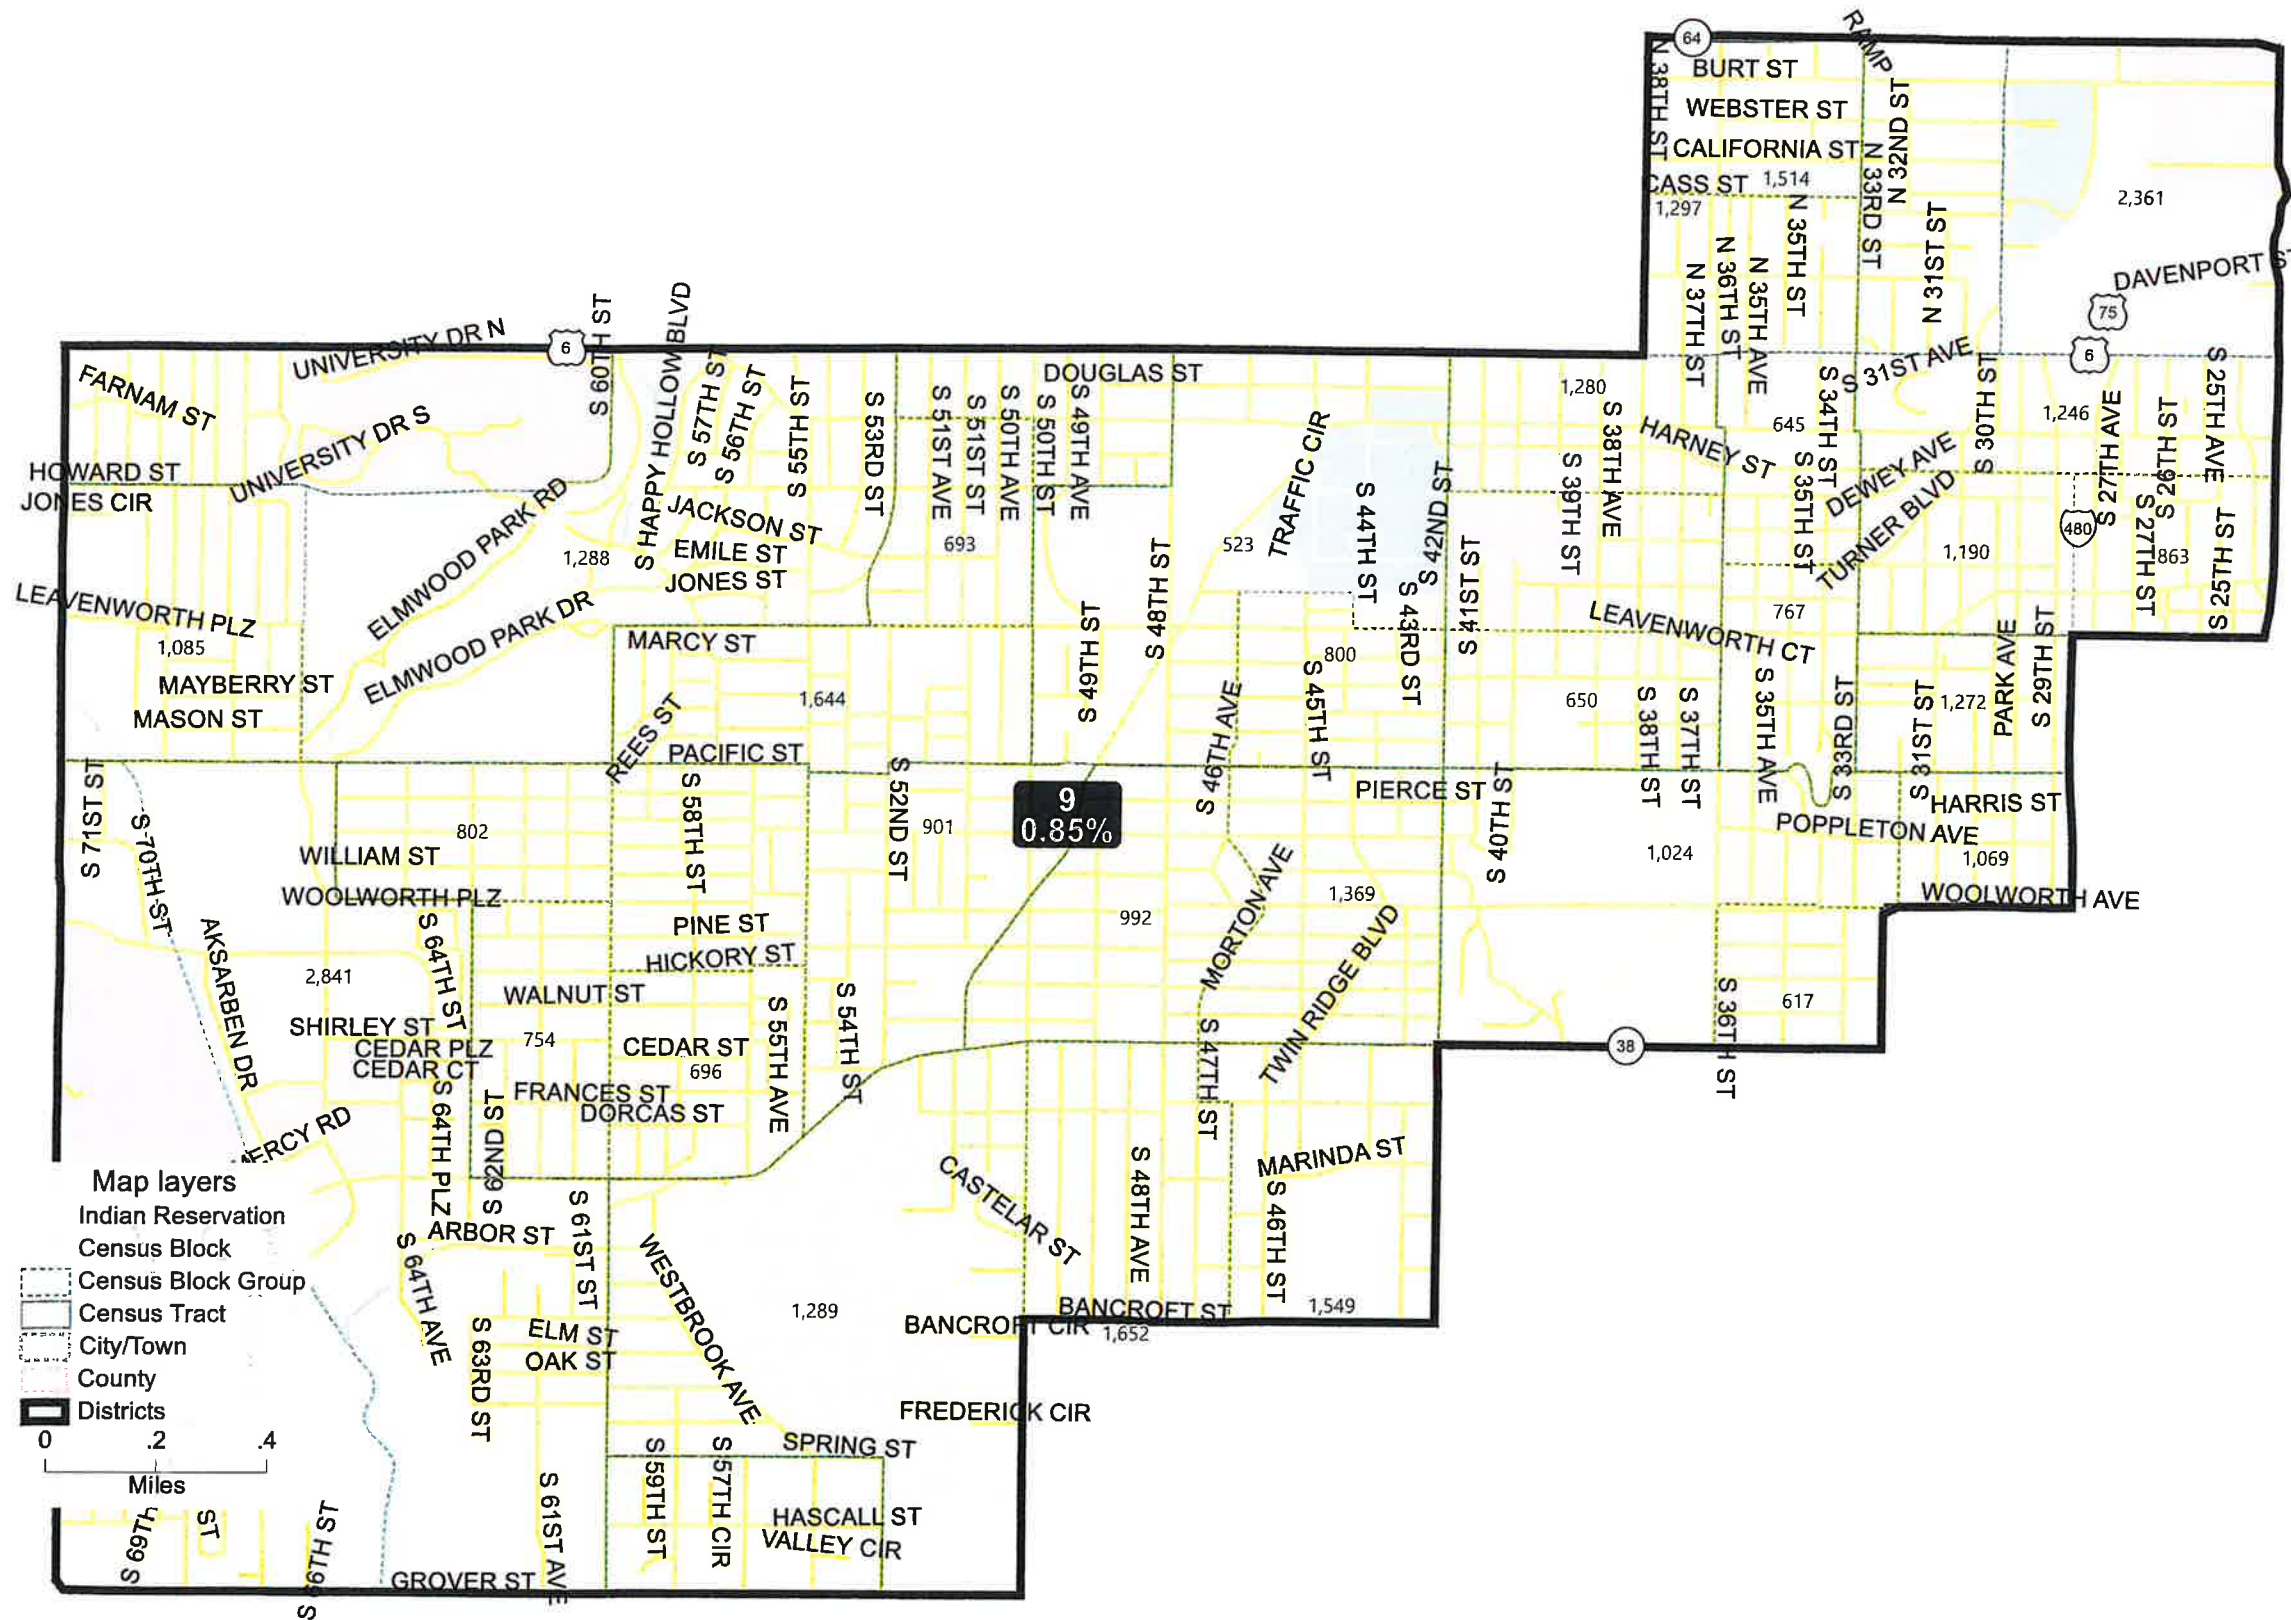 64
RAMP
BURT ST
N 38TH ST
WEBSTER ST
N 32ND ST
CALIFORNIA ST
N 33RD ST
CASS ST
1,514
1,297
2,361
N 35TH ST
N 31ST ST
N 36TH ST
N 37TH ST
N 35TH AVE
DAVENPORT ST
75
6
UNIVERSITY DR N
6
S 60TH ST
S HAPPY HOLLOW BLVD
S 57TH ST
S 56TH ST
S 55TH ST
S 53RD ST
S 51ST AVE
S 51ST ST
S 50TH AVE
S 50TH ST
S 49TH AVE
DOUGLAS ST
1,280
S 31ST AVE
S 30TH ST
S 25TH AVE
FARNAM ST
UNIVERSITY DR S
TRAFFIC CIR
S 38TH AVE
HARNEY ST
645
S 34TH ST
1,246
S 27TH AVE
S 26TH ST
HOWARD ST
JONES CIR
ELMWOOD PARK RD
JACKSON ST
EMILE ST
JONES ST
1,288
693
523
S 44TH ST
S 42ND ST
S 39TH ST
S 35TH ST
DEWEY AVE
TURNER BLVD
1,190
480
S 27TH ST
863
S 25TH ST
LEAVENWORTH PLZ
1,085
ELMWOOD PARK DR
MARCY ST
S 49TH ST
S 48TH ST
S 43RD ST
S 41ST ST
LEAVENWORTH CT
767
PARK AVE
S 29TH ST
MAYBERRY ST
MASON ST
1,644
REES ST
PACIFIC ST
S 46TH AVE
800
S 45TH ST
650
S 38TH ST
S 37TH ST
S 35TH AVE
S 33RD ST
S 31ST ST
1,272
S 71ST ST
S 70TH ST
802
WILLIAM ST
WOOLWORTH PLZ
S 58TH ST
S 52ND ST
901
9
0.85%
PIERCE ST
S 40TH ST
1,024
HARRIS ST
POPPLETON AVE
1,069
WOOLWORTH AVE
AKSARBEN DR
2,841
S 64TH ST
PINE ST
HICKORY ST
WALNUT ST
992
MORTON AVE
1,369
TWIN RIDGE BLVD
SHIRLEY ST
CEDAR PLZ
CEDAR CT
754
CEDAR ST
696
S 55TH AVE
S 54TH ST
S 47TH ST
38
S 36TH ST
617
FRANCES ST
DORCAS ST
S 64TH PLZ
S 62ND ST
ERCY RD
ARBOR ST
S 61ST ST
S 64TH AVE
WESTBROOK AVE
CASTELAR ST
S 48TH AVE
MARINDA ST
S 46TH ST
1,289
BANCROFT ST
BANCROFT CIR
1,652
1,549
S 63RD ST
ELM ST
OAK ST
FREDERICK CIR
SPRING ST
S 59TH ST
S 57TH CIR
HASCALL ST
VALLEY CIR
S 61ST AVE
GROVER ST
S 69TH
ST
S 66TH ST
Map layers
Indian Reservation
Census Block
Census Block Group
Census Tract
City/Town
County
Districts
0 .2 .4
Miles